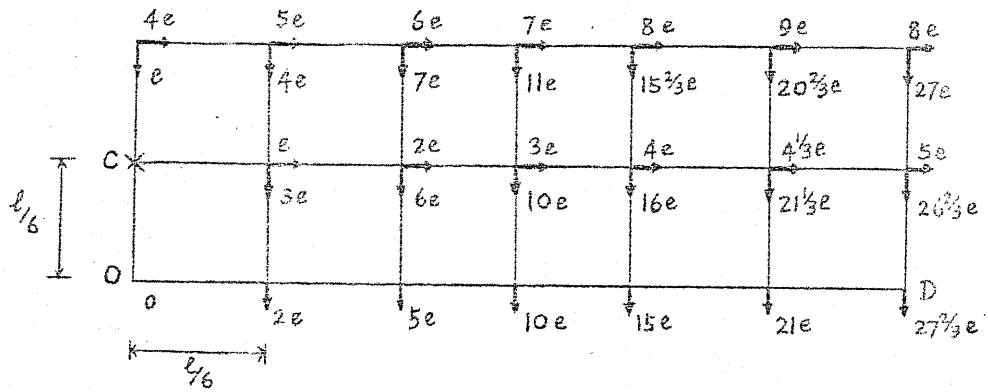 4e 5e 6e 7e 8e 9e 8e
e 4e 7e 11e 15⅔e 20⅔e 27e
C e 2e 3e 4e 4⅓e 5e
3e 6e 10e 16e 21⅓e 26⅔e
l/6
O D
0 2e 5e 10e 15e 21e 27⅔e
l/6